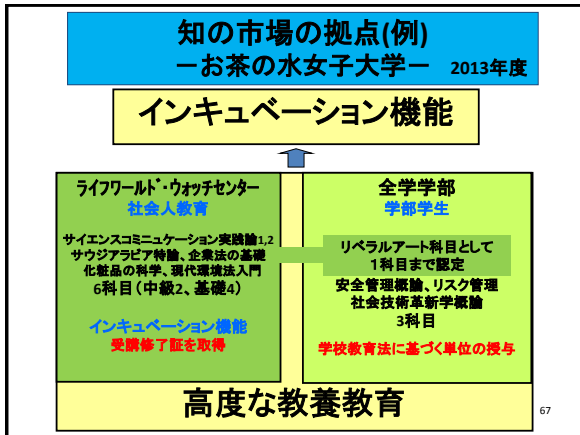 知の市場の拠点(例)
－お茶の水女子大学－ 2013年度
インキュベーション機能
ライフワールド・ウォッチセンター
社会人教育
サイエンスコミニュケーション実践論1,2
サウジアラビア特論、企業法の基礎
化粧品の科学、現代環境法入門
6科目（中級2、基礎4）
インキュベーション機能
受講修了証を取得
全学学部
学部学生
リベラルアート科目として
1科目まで認定
安全管理概論、リスク管理
社会技術革新学概論
3科目
学校教育法に基づく単位の授与
高度な教養教育
67